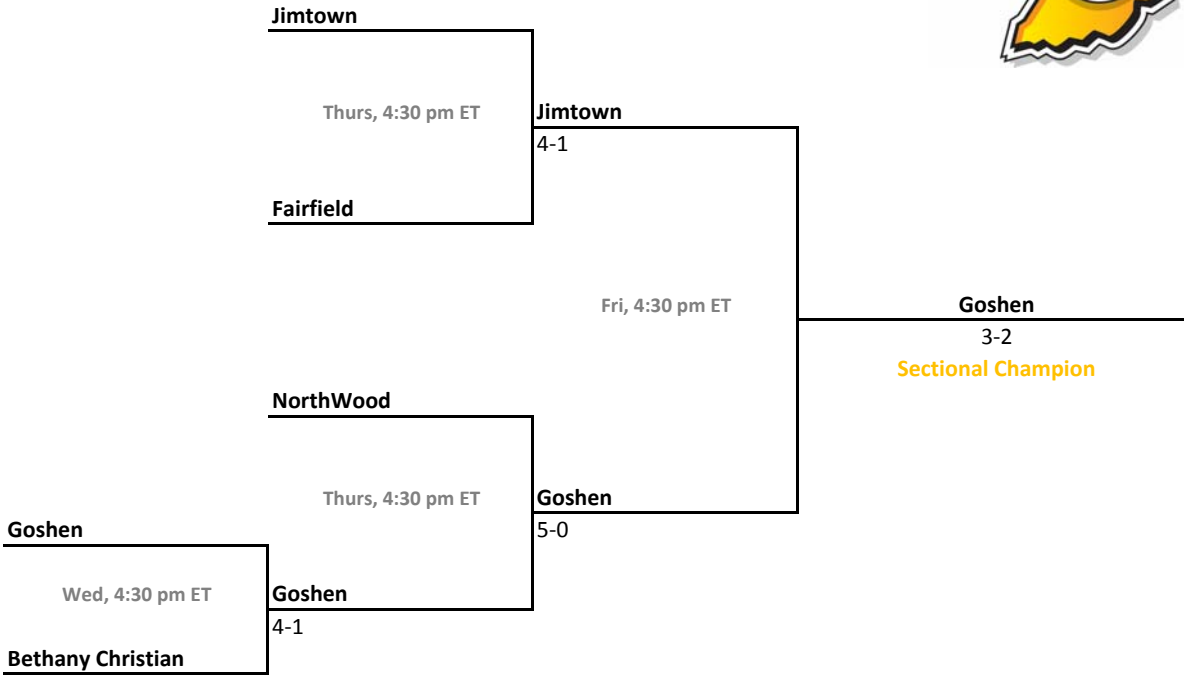 Jimtown
Thurs, 4:30 pm ET
Jimtown
4-1
Fairfield
Fri, 4:30 pm ET
Goshen
3-2
Sectional Champion
NorthWood
Thurs, 4:30 pm ET
Goshen
5-0
Goshen
Wed, 4:30 pm ET
Goshen
4-1
Bethany Christian